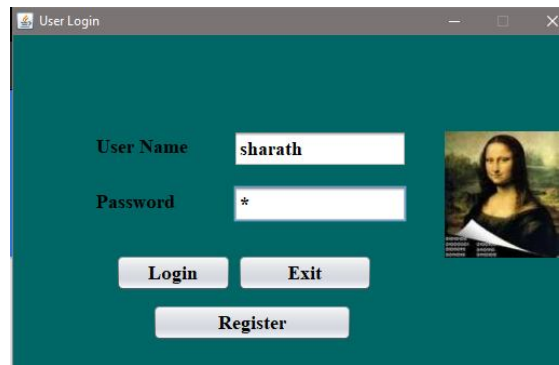 User Login
User Name sharath
Password *
Login Exit
Register